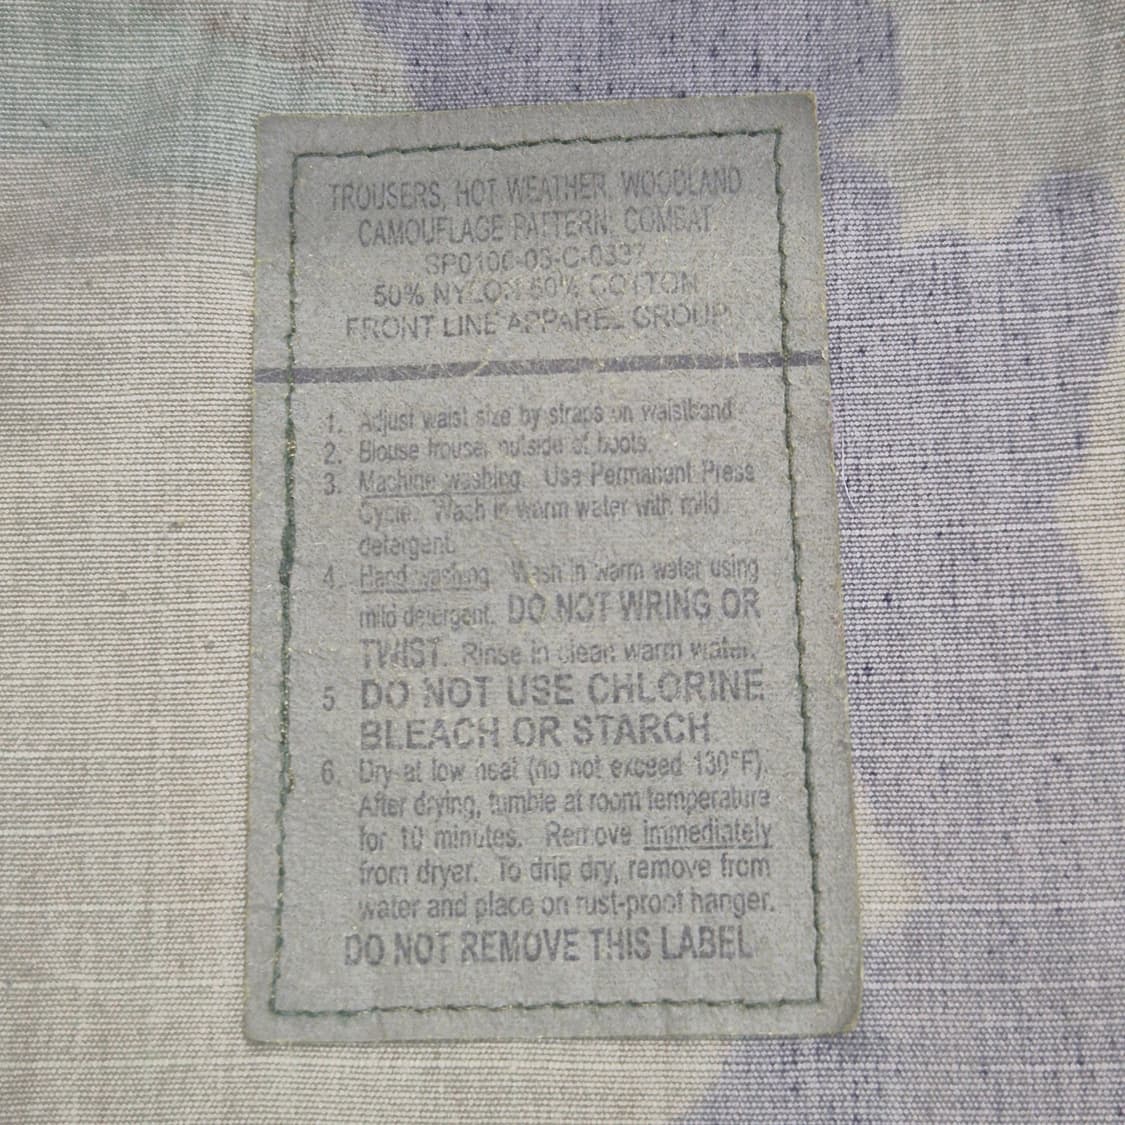 TROUSERS, HOT WEATHER, WOODLAND
CAMOUFLAGE PATTERN: COMBAT
50% NYLON 50% COTTON
FRONT LINE APPAREL GROUP
1. Adjust waist size by straps on waistband
2. Blouse trouser outside of boots.
3. Machine washing. Use Permanent Press
Cycle. Wash in warm water with mild
detergent.
4. Hand washing. Wash in warm water using
mild detergent. DO NOT WRING OR
TWIST. Rinse in clean warm water.
5. DO NOT USE CHLORINE
BLEACH OR STARCH
6. Dry at low heat (do not exceed 130°F).
After drying, tumble at room temperature
for 10 minutes. Remove immediately
from dryer. To drip dry, remove from
water and place on rust-proof hanger.
DO NOT REMOVE THIS LABEL